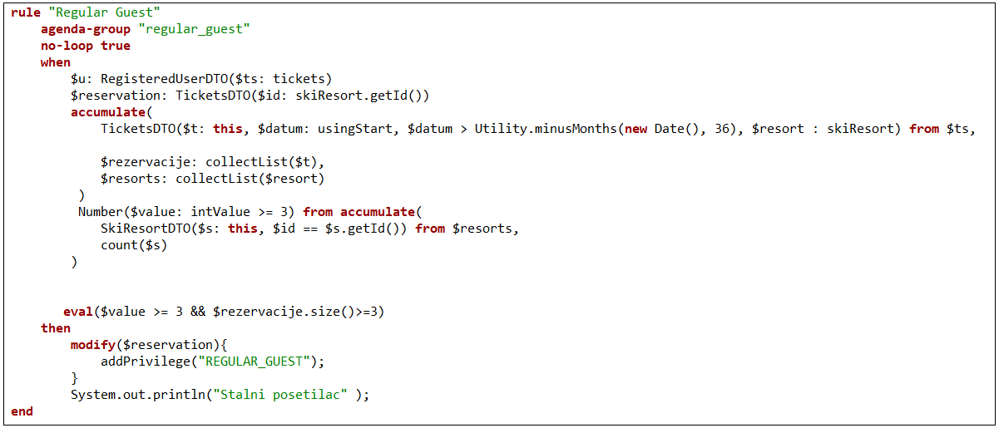 rule "Regular Guest"
    agenda-group "regular_guest"
    no-loop true
    when
        $u: RegisteredUserDTO($ts: tickets)
        $reservation: TicketsDTO($id: skiResort.getId())
        accumulate(
            TicketsDTO($t: this, $datum: usingStart, $datum > Utility.minusMonths(new Date(), 36), $resort : skiResort) from $ts,
            $rezervacije: collectList($t),
            $resorts: collectList($resort)
         )
         Number($value: intValue >= 3) from accumulate(
            SkiResortDTO($s: this, $id == $s.getId()) from $resorts,
            count($s)
        )
       eval($value >= 3 && $rezervacije.size()>=3)
    then
        modify($reservation){
            addPrivilege("REGULAR_GUEST");
        }
        System.out.println("Stalni posetilac" );
end